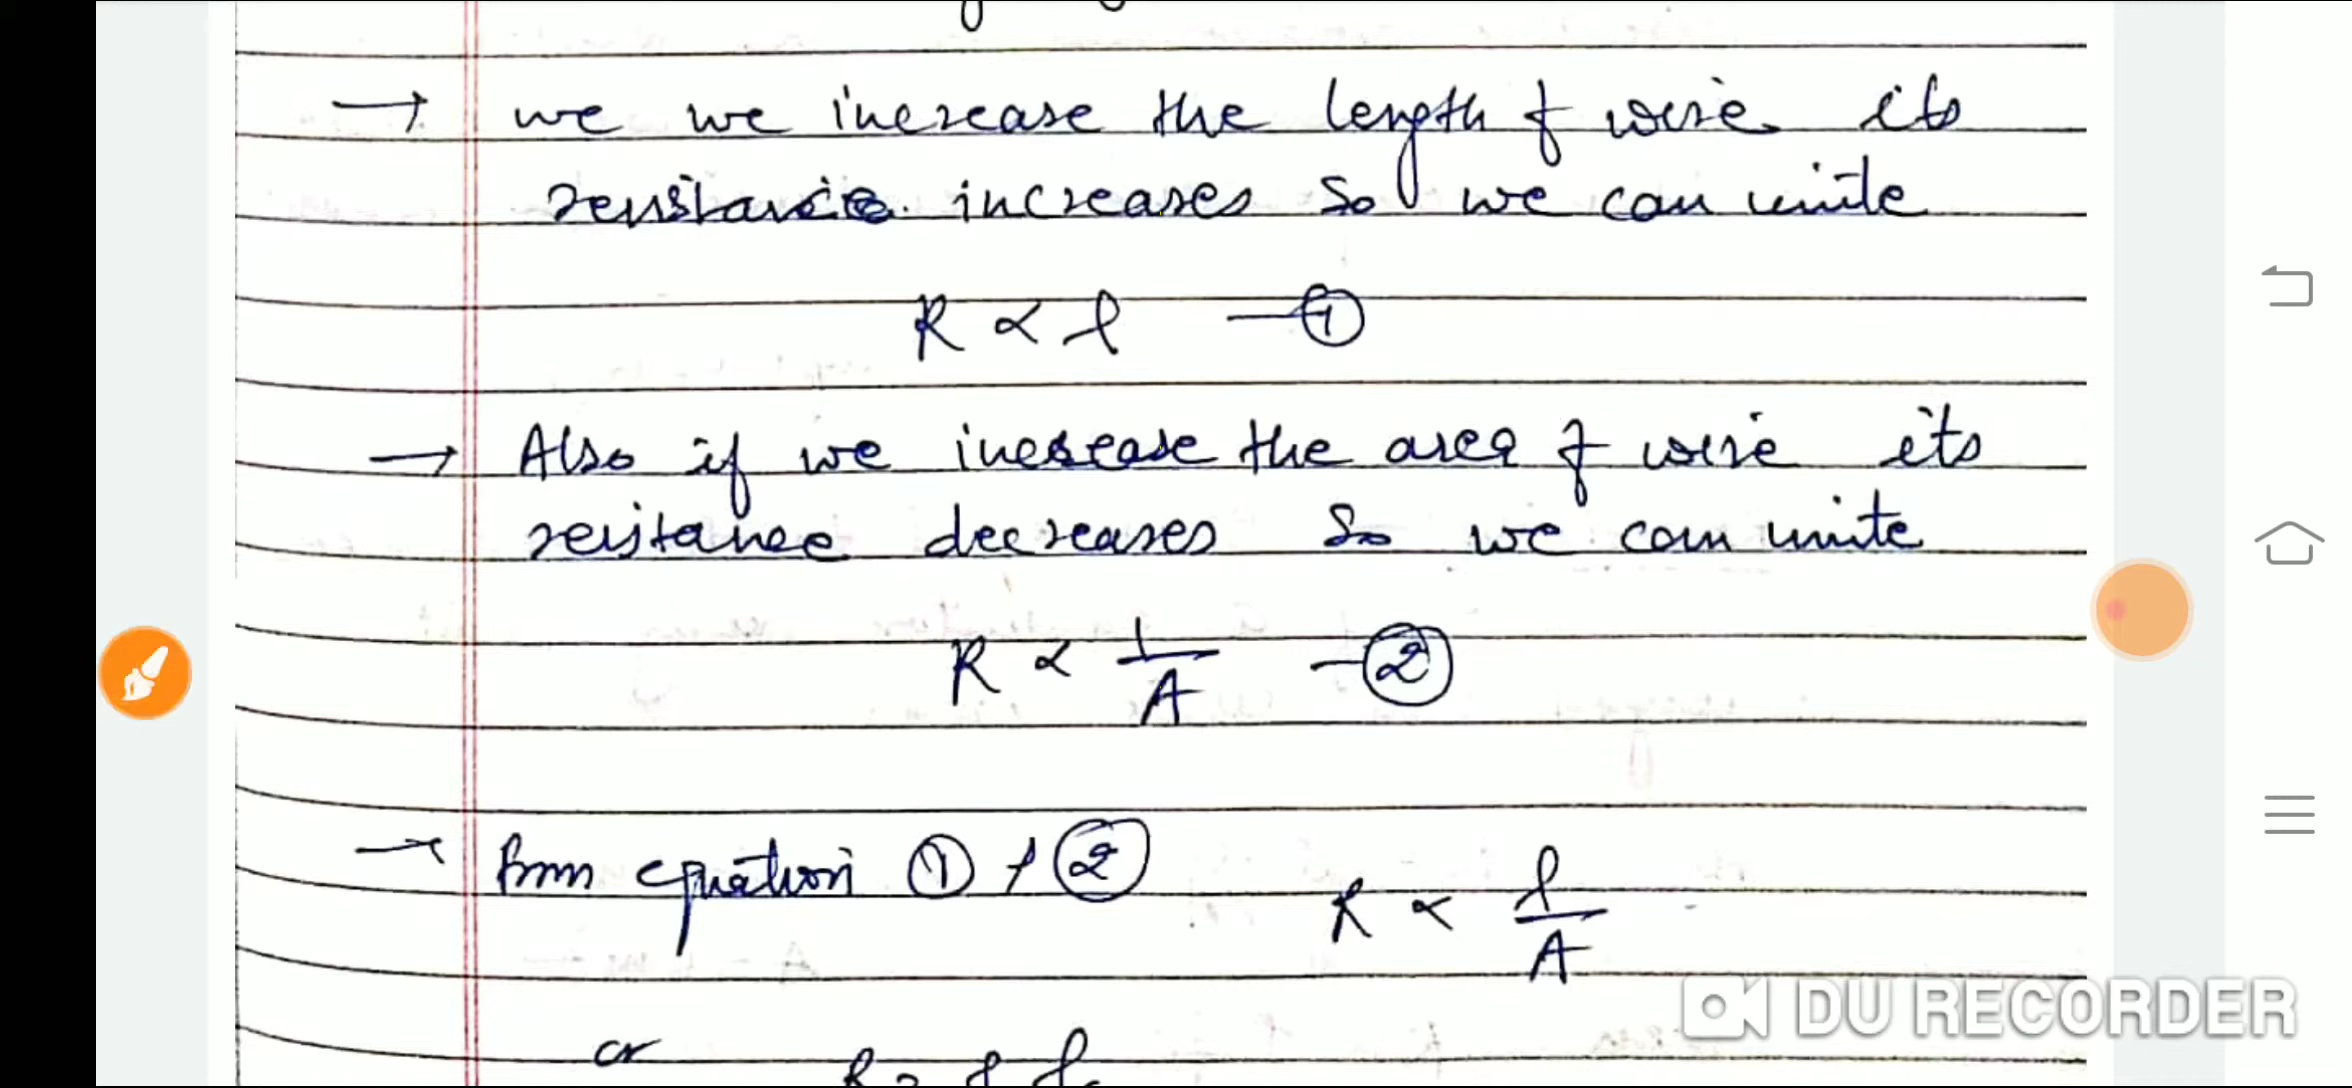 → we we increase the length of wire its
resistance increases so we can write
R ∝ l —①
→ Also if we increase the area of wire its
resistance decreases So we can write
R ∝ 1/A —②
→ from equation ① & ② R ∝ l/A
or
DU RECORDER